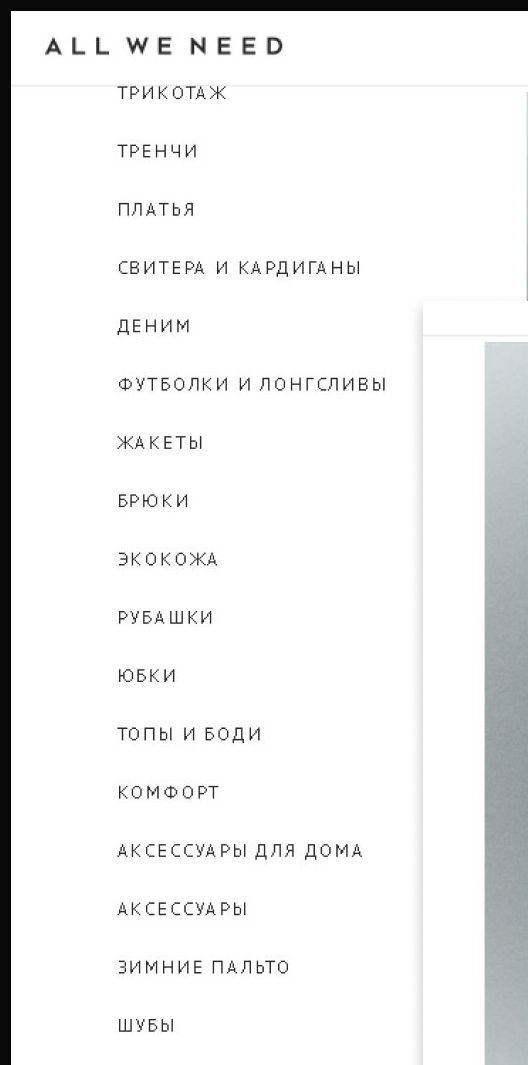 ALL WE NEED
ТРИКОТАЖ
ТРЕНЧИ
ПЛАТЬЯ
СВИТЕРА И КАРДИГАНЫ
ДЕНИМ
ФУТБОЛКИ И ЛОНГСЛИВЫ
ЖАКЕТЫ
БРЮКИ
ЭКОКОЖА
РУБАШКИ
ЮБКИ
ТОПЫ И БОДИ
КОМФОРТ
АКСЕССУАРЫ ДЛЯ ДОМА
АКСЕССУАРЫ
ЗИМНИЕ ПАЛЬТО
ШУБЫ